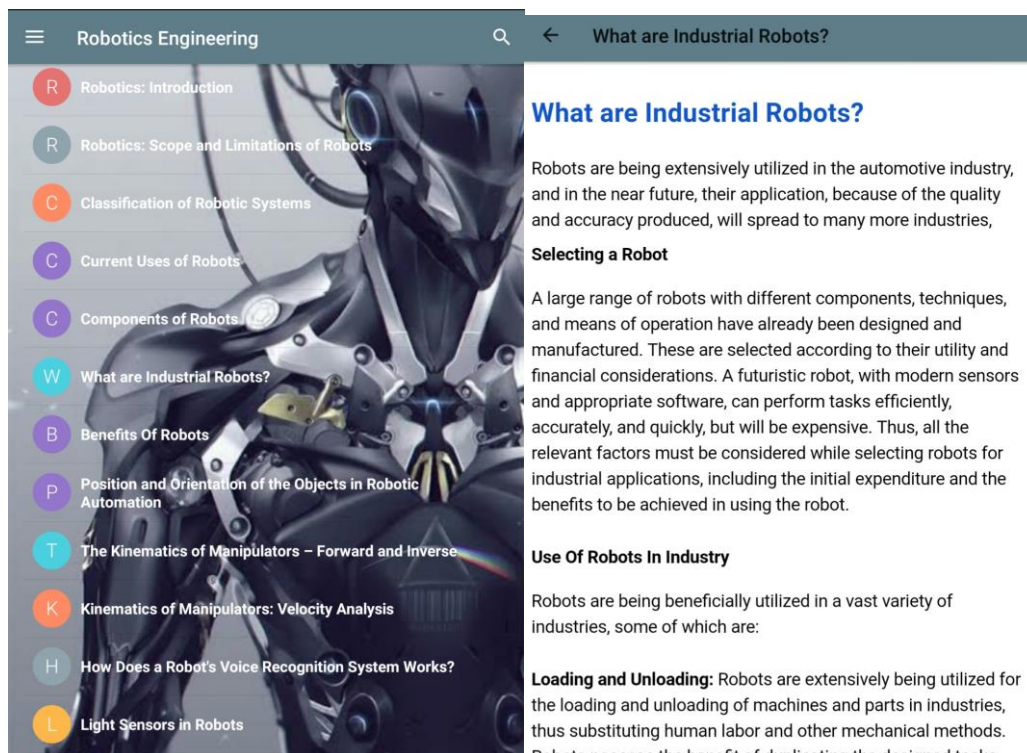 Robotics Engineering
R Robotics: Introduction
R Robotics: Scope and Limitations of Robots
C Classification of Robotic Systems
C Current Uses of Robots
C Components of Robots
W What are Industrial Robots?
B Benefits Of Robots
P Position and Orientation of the Objects in Robotic
Automation
T The Kinematics of Manipulators – Forward and Inverse
K Kinematics of Manipulators: Velocity Analysis
H How Does a Robot's Voice Recognition System Works?
L Light Sensors in Robots
What are Industrial Robots?
What are Industrial Robots?
Robots are being extensively utilized in the automotive industry,
and in the near future, their application, because of the quality
and accuracy produced, will spread to many more industries,
Selecting a Robot
A large range of robots with different components, techniques,
and means of operation have already been designed and
manufactured. These are selected according to their utility and
financial considerations. A futuristic robot, with modern sensors
and appropriate software, can perform tasks efficiently,
accurately, and quickly, but will be expensive. Thus, all the
relevant factors must be considered while selecting robots for
industrial applications, including the initial expenditure and the
benefits to be achieved in using the robot.
Use Of Robots In Industry
Robots are being beneficially utilized in a vast variety of
industries, some of which are:
Loading and Unloading: Robots are extensively being utilized for
the loading and unloading of machines and parts in industries,
thus substituting human labor and other mechanical methods.